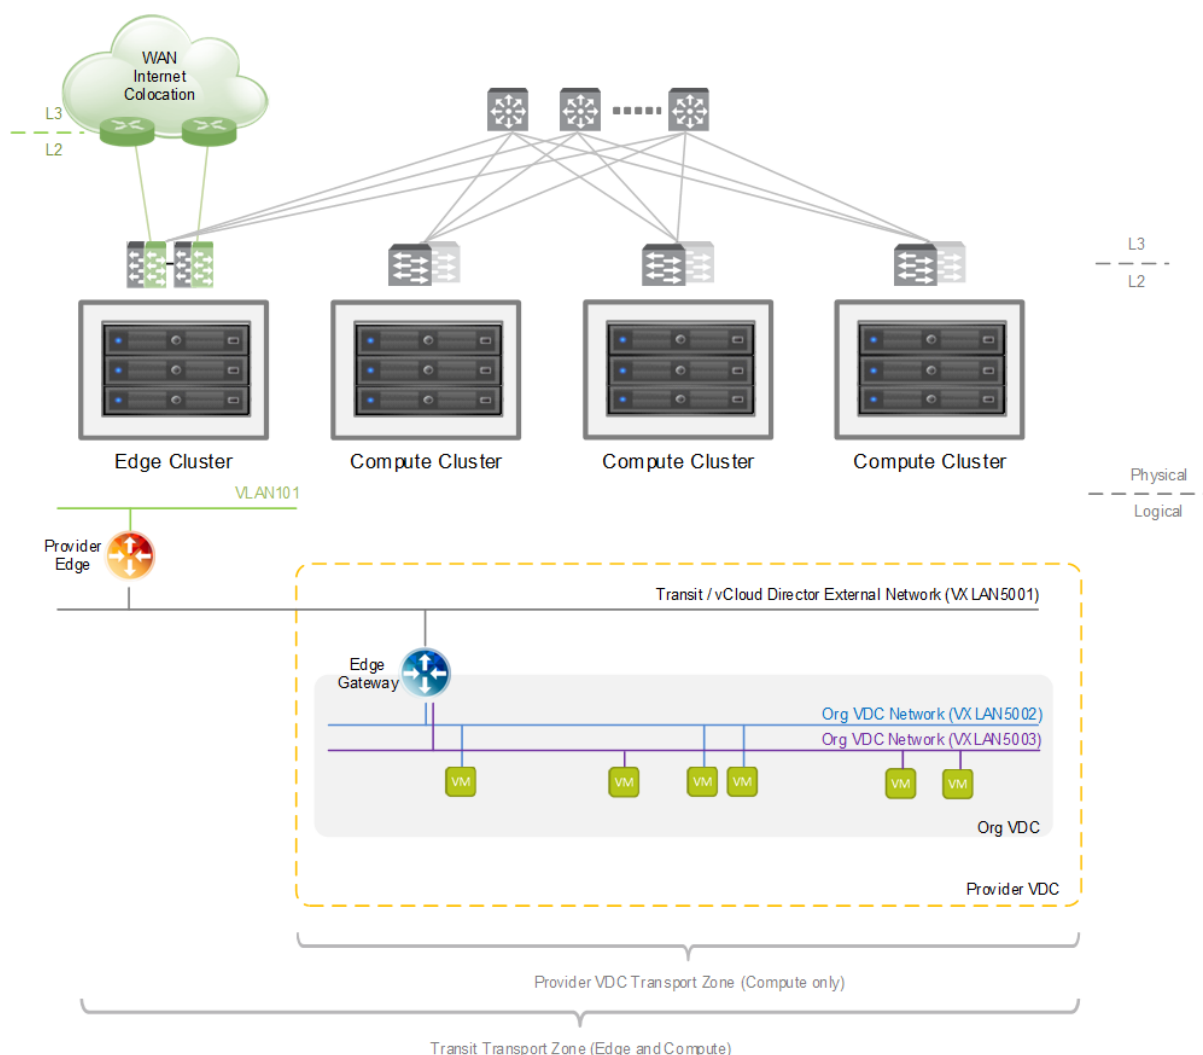 WAN
Internet
Colocation
L3
L2
L3
L2
Edge Cluster
Compute Cluster
Compute Cluster
Compute Cluster
Physical
Logical
VLAN101
Provider
Edge
Transit / vCloud Director External Network (VXLAN5001)
Edge
Gateway
Org VDC Network (VXLAN5002)
Org VDC Network (VXLAN5003)
VM
VM
VM
VM
VM
VM
Org VDC
Provider VDC
Provider VDC Transport Zone (Compute only)
Transit Transport Zone (Edge and Compute)